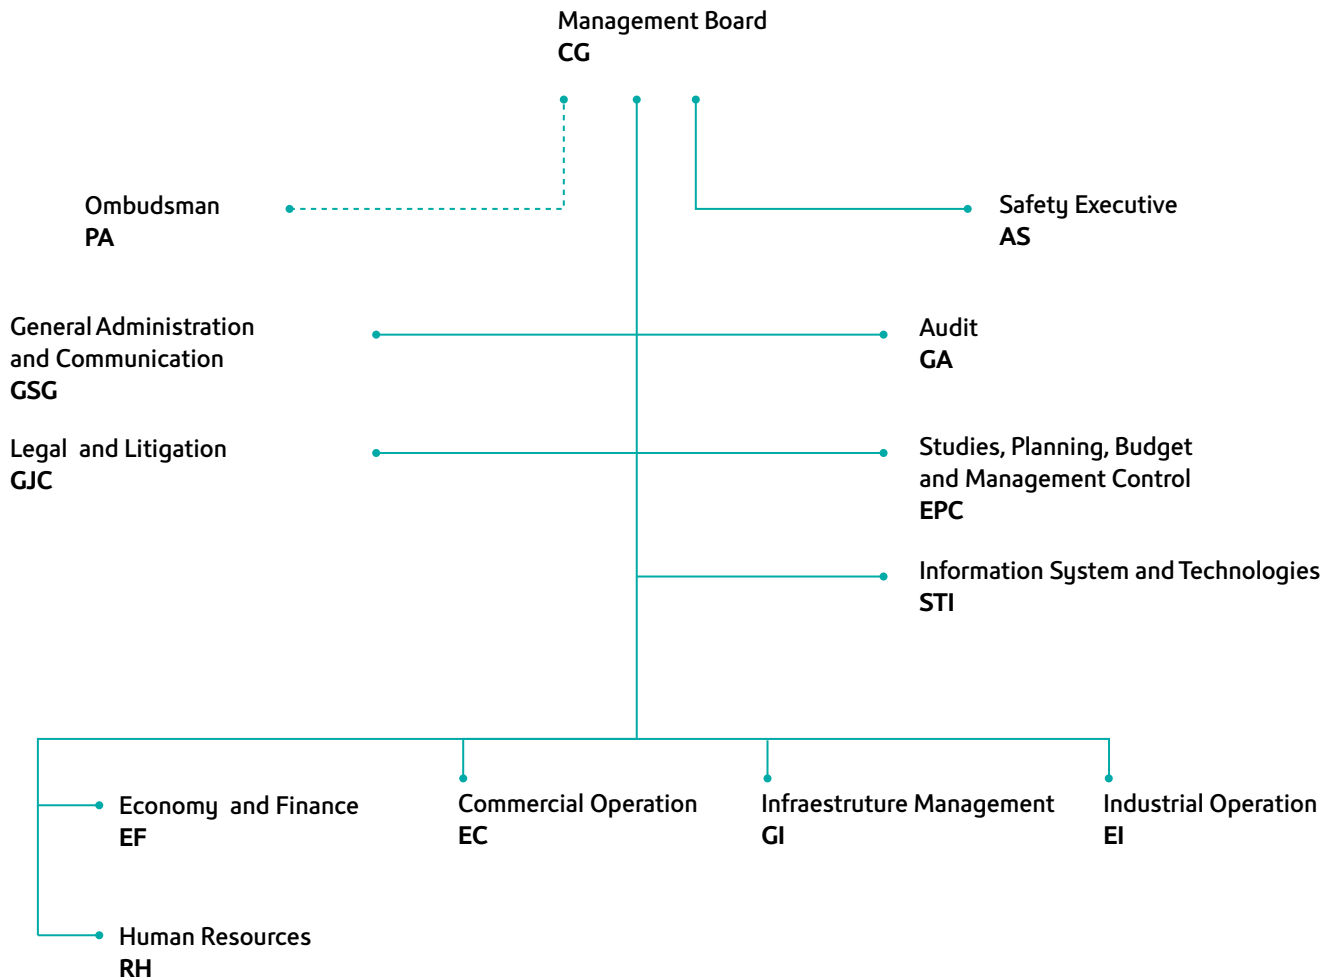 Management Board
CG
Ombudsman
PA
Safety Executive
AS
General Administration
and Communication
GSG
Audit
GA
Legal and Litigation
GJC
Studies, Planning, Budget
and Management Control
EPC
Information System and Technologies
STI
Economy and Finance
EF
Commercial Operation
EC
Infraestruture Management
GI
Industrial Operation
EI
Human Resources
RH